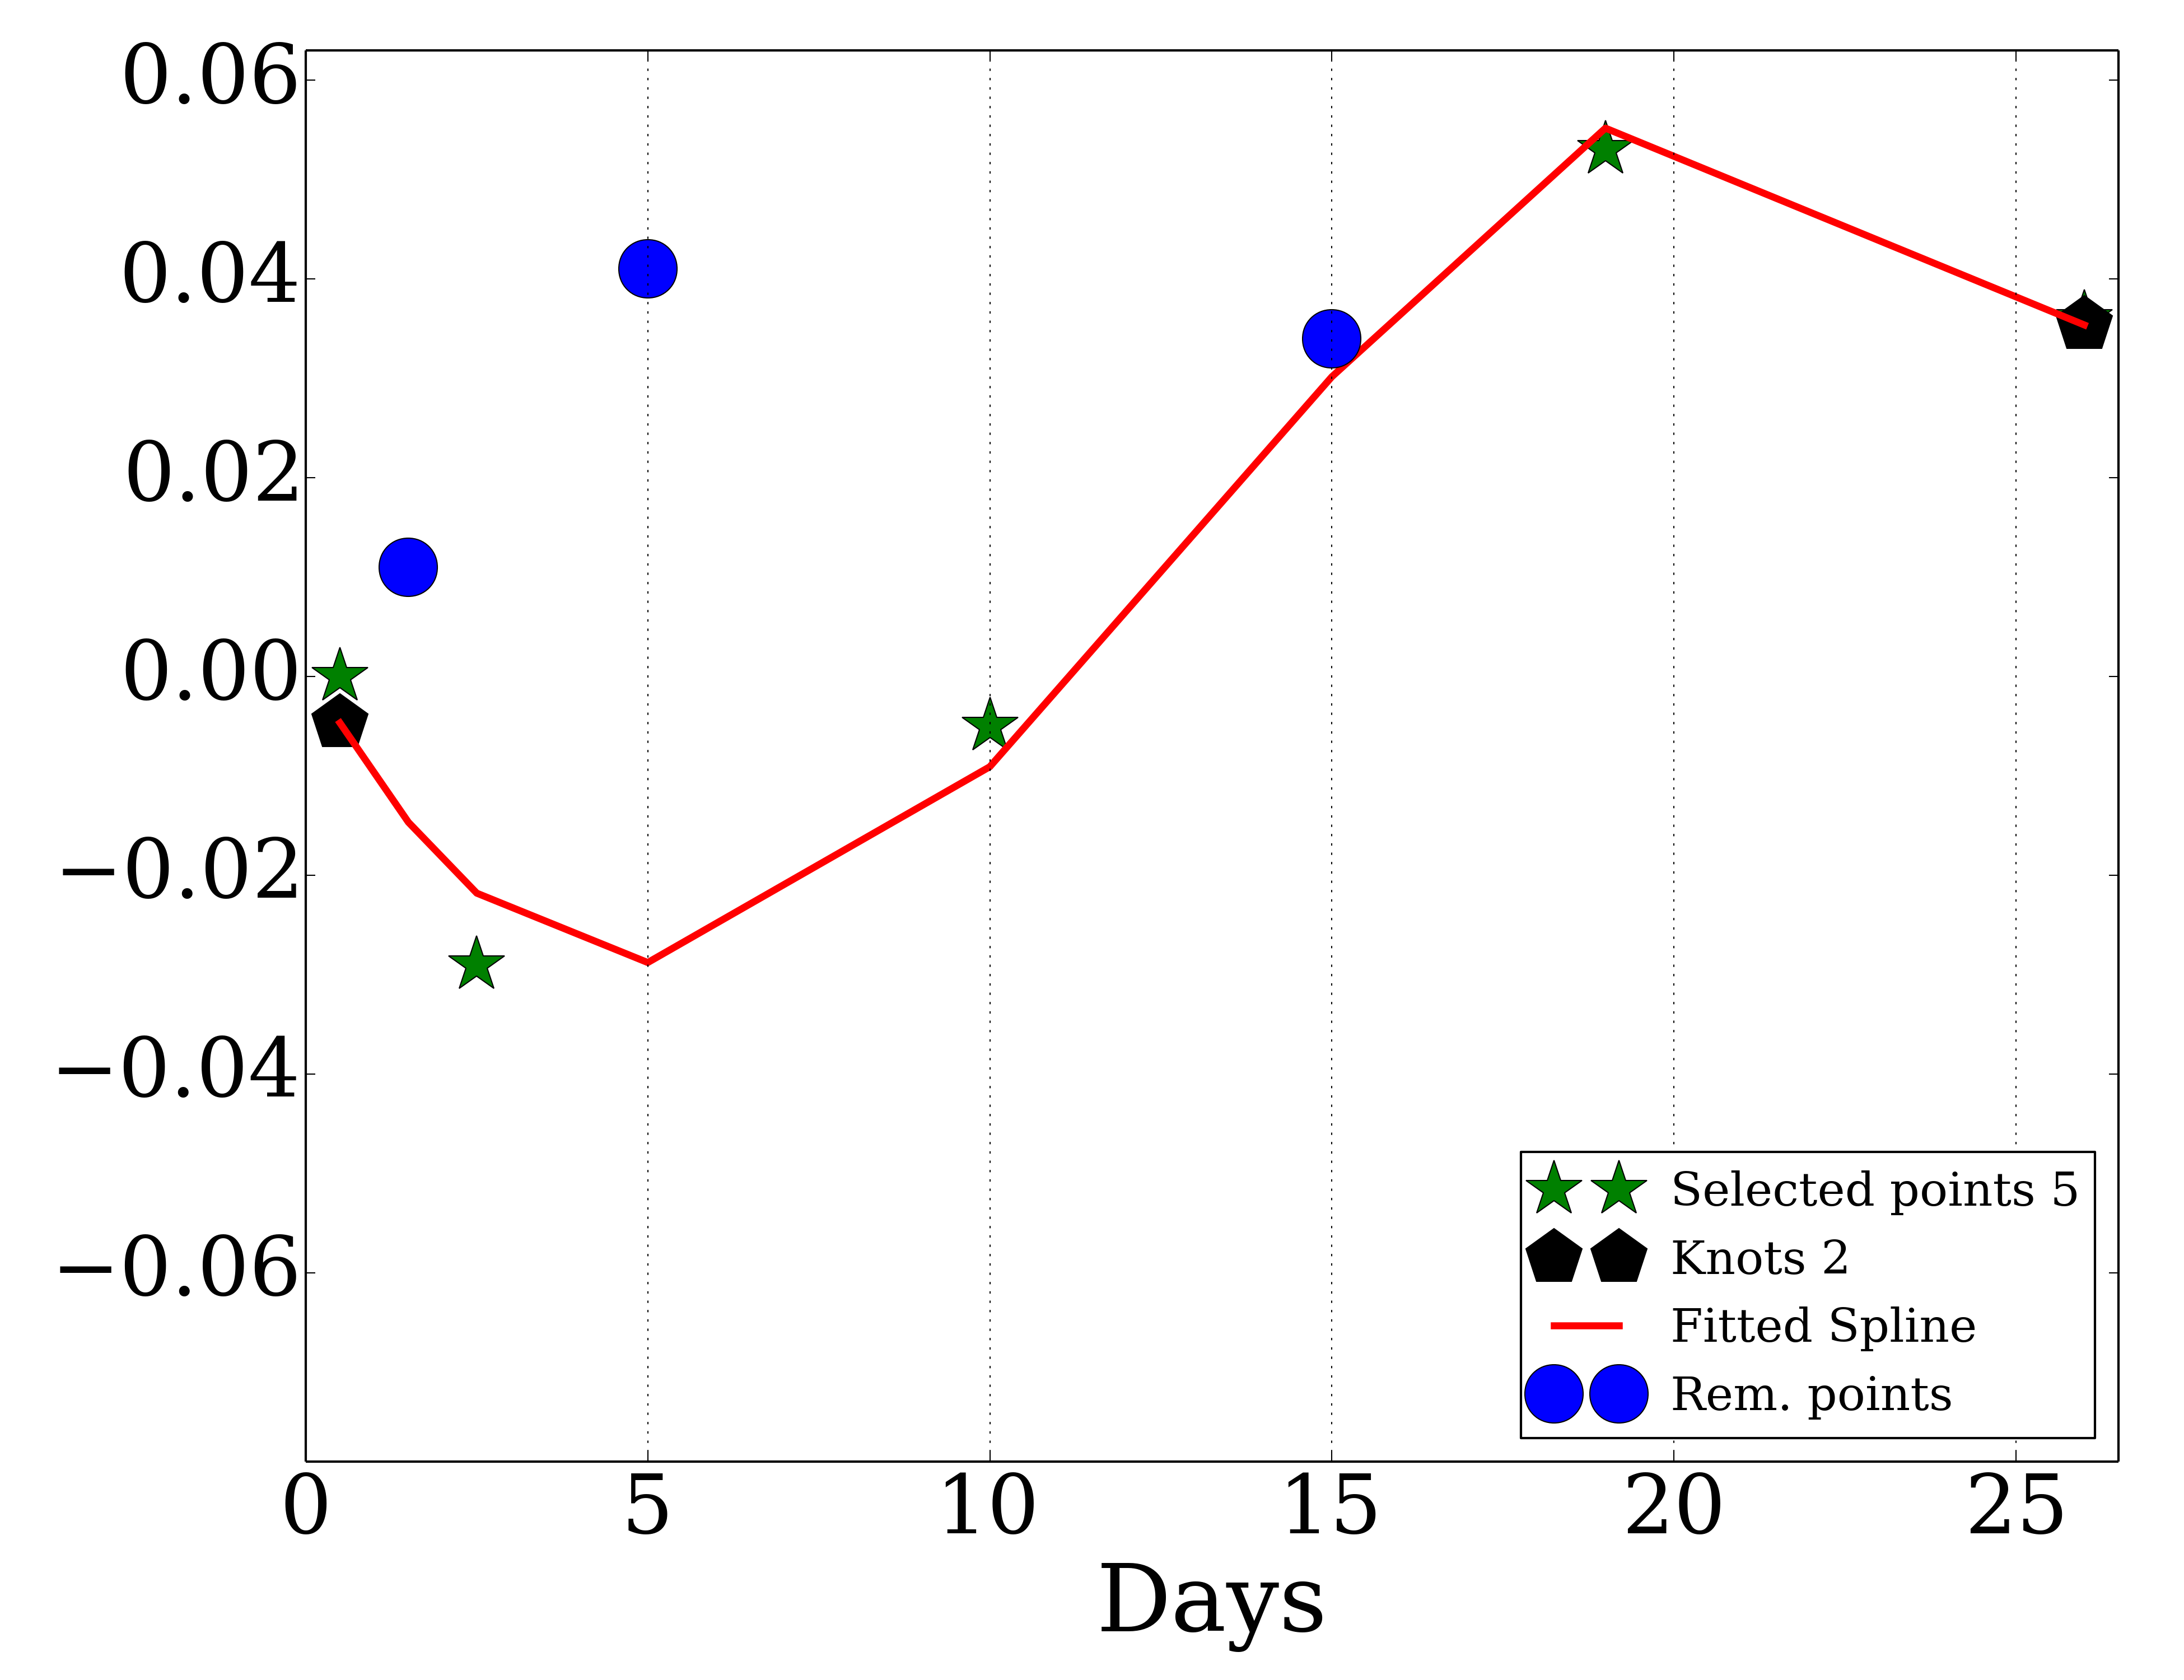 0.06
0.04
0.02
0.00
−0.02
−0.04
−0.06
0 5 10 15 20 25
Days
Selected points 5
Knots 2
Fitted Spline
Rem. points